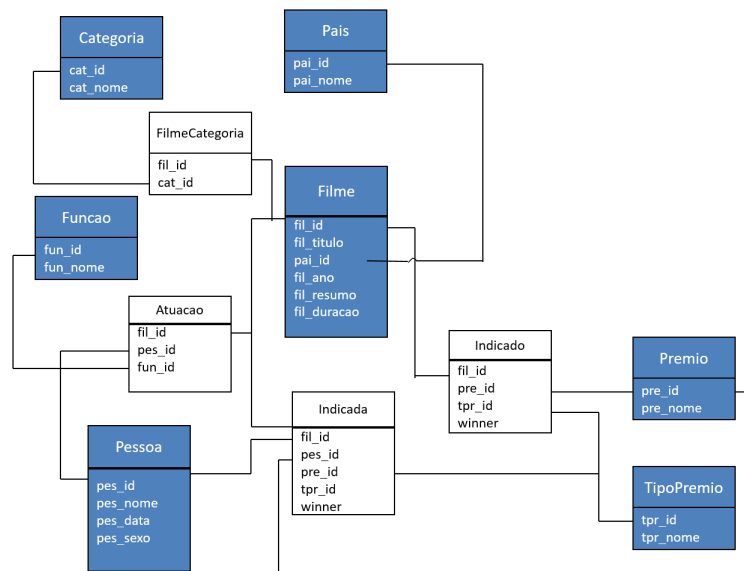 Categoria
cat_id
cat_nome
Pais
pai_id
pai_nome
FilmeCategoria
fil_id
cat_id
Filme
fil_id
fil_titulo
pai_id
fil_ano
fil_resumo
fil_duracao
Funcao
fun_id
fun_nome
Atuacao
fil_id
pes_id
fun_id
Indicado
fil_id
pre_id
tpr_id
winner
Premio
pre_id
pre_nome
Indicada
fil_id
pes_id
pre_id
tpr_id
winner
Pessoa
pes_id
pes_nome
pes_data
pes_sexo
TipoPremio
tpr_id
tpr_nome